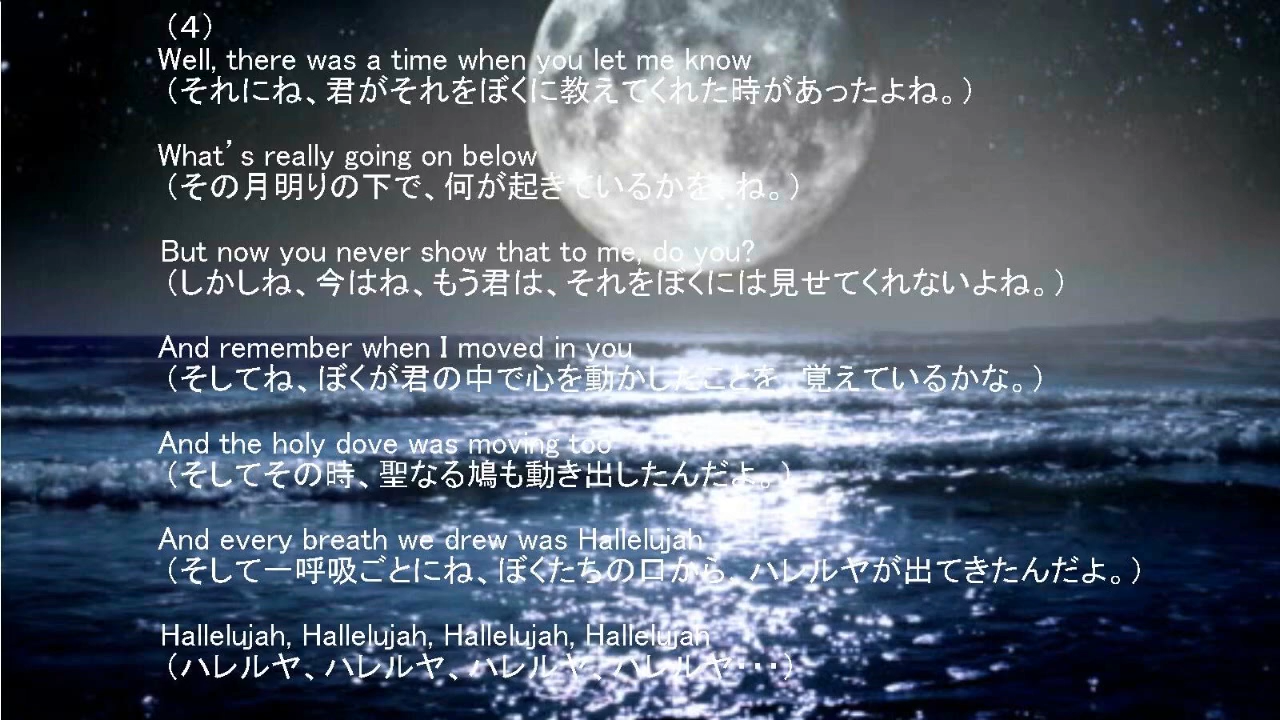 （４）
Well, there was a time when you let me know
（それにね、君がそれをぼくに教えてくれた時があったよね。）
What’s really going on below
（その月明りの下で、何が起きているかを、ね。）
But now you never show that to me, do you?
（しかしね、今はね、もう君は、それをぼくには見せてくれないよね。）
And remember when I moved in you
（そしてね、ぼくが君の中で心を動かしたことを、覚えているかな。）
And the holy dove was moving too
（そしてその時、聖なる鳩も動き出したんだよ。）
And every breath we drew was Hallelujah
（そして一呼吸ごとにね、ぼくたちの口から、ハレルヤが出てきたんだよ。）
Hallelujah, Hallelujah, Hallelujah, Hallelujah
（ハレルヤ、ハレルヤ、ハレルヤ、ハレルヤ・・・）